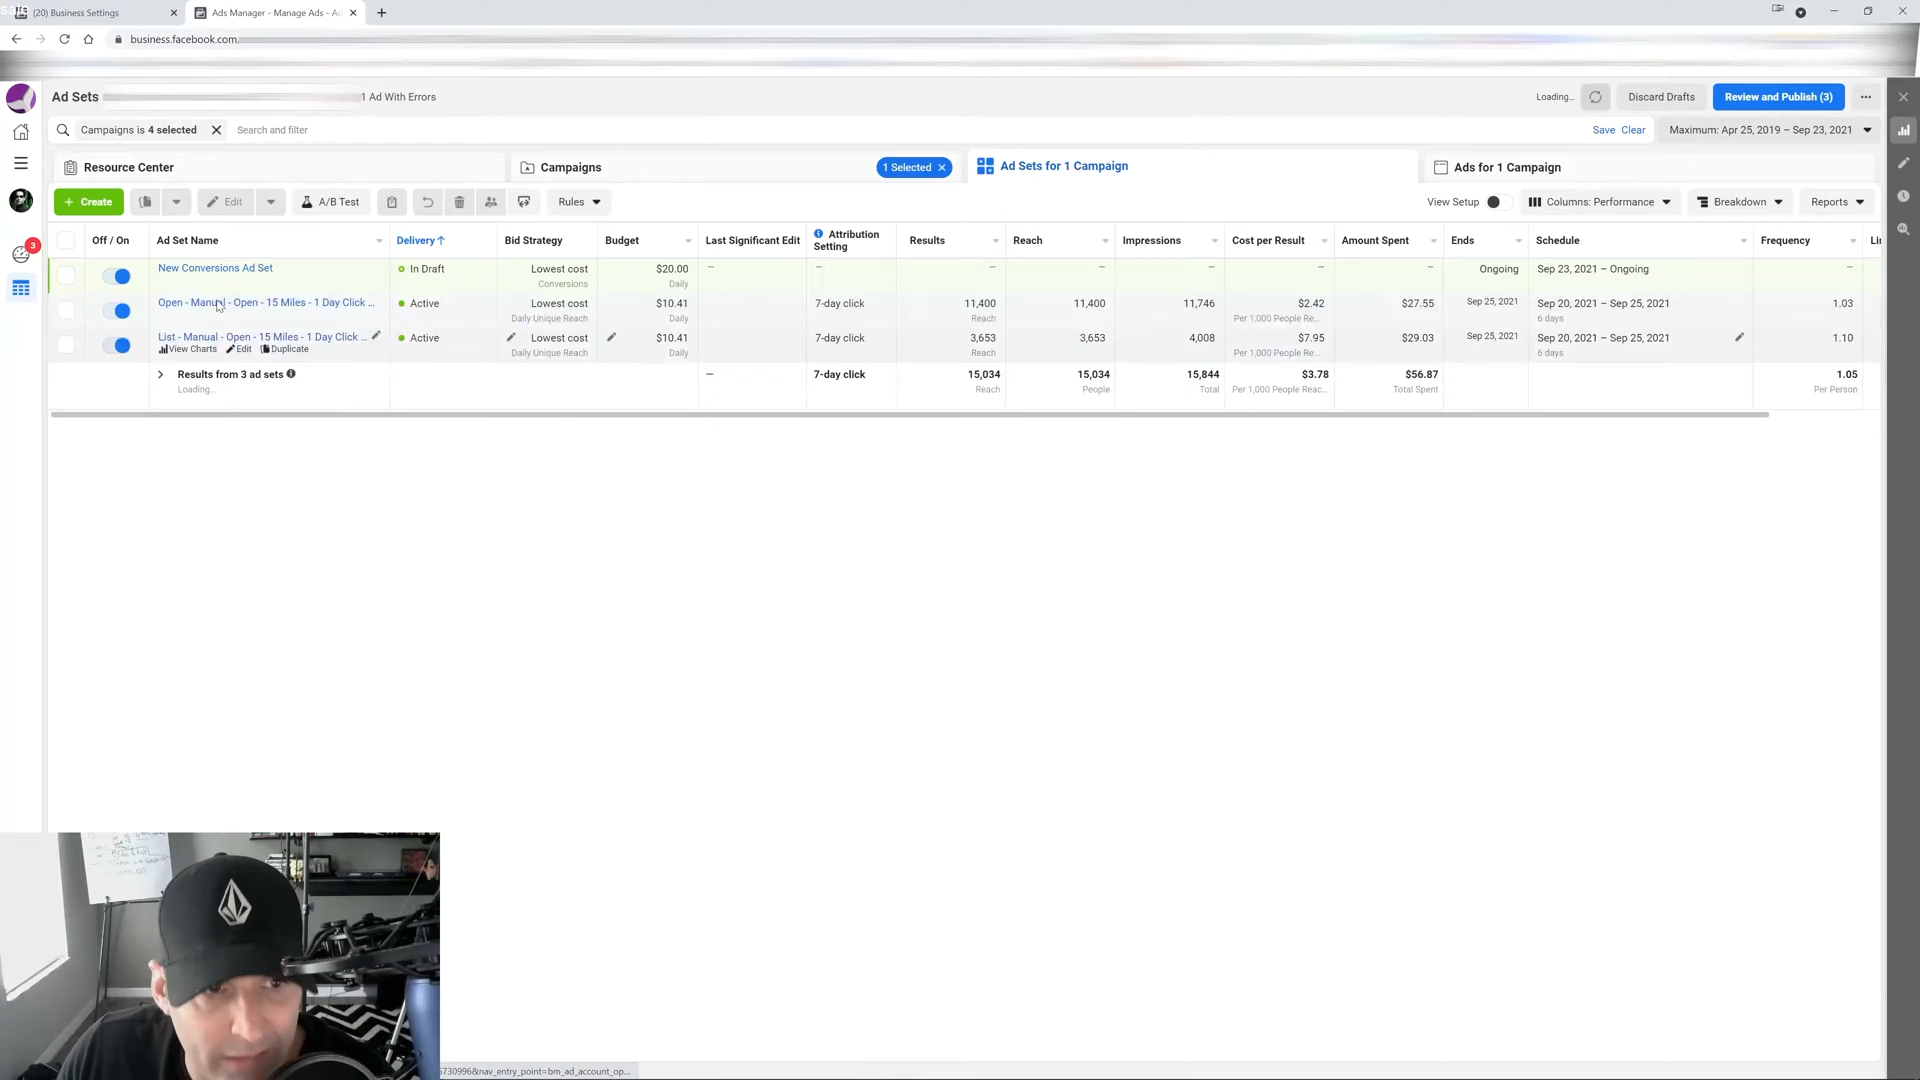 (20) Business Settings
Ads Manager - Manage Ads - Ad
business.facebook.com,
Ad Sets
1 Ad With Errors
Loading...
Discard Drafts
Review and Publish (3)
Campaigns is 4 selected
Search and filter
Save Clear
Maximum: Apr 25, 2019 – Sep 23, 2021
Resource Center
Campaigns
1 Selected
Ad Sets for 1 Campaign
Ads for 1 Campaign
+ Create
Edit
A/B Test
Rules
View Setup
Columns: Performance
Breakdown
Reports
Off / On
Ad Set Name
Delivery
Bid Strategy
Budget
Last Significant Edit
Attribution Setting
Results
Reach
Impressions
Cost per Result
Amount Spent
Ends
Schedule
Frequency
3
New Conversions Ad Set
In Draft
Lowest cost
Conversions
$20.00
Daily
—
—
—
—
—
—
—
Ongoing
Sep 23, 2021 – Ongoing
—
Open - Manual - Open - 15 Miles - 1 Day Click ...
Active
Lowest cost
Daily Unique Reach
$10.41
Daily
7-day click
11,400
Reach
11,400
11,746
$2.42
Per 1,000 People Re...
$27.55
Sep 25, 2021
Sep 20, 2021 – Sep 25, 2021
6 days
1.03
List - Manual - Open - 15 Miles - 1 Day Click ...
View Charts Edit Duplicate
Active
Lowest cost
Daily Unique Reach
$10.41
Daily
7-day click
3,653
Reach
3,653
4,008
$7.95
Per 1,000 People Re...
$29.03
Sep 25, 2021
Sep 20, 2021 – Sep 25, 2021
6 days
1.10
Results from 3 ad sets
Loading...
—
7-day click
15,034
Reach
15,034
People
15,844
Total
$3.78
Per 1,000 People Reac...
$56.87
Total Spent
1.05
Per Person
5730996&nav_entry_point=bm_ad_account_op...